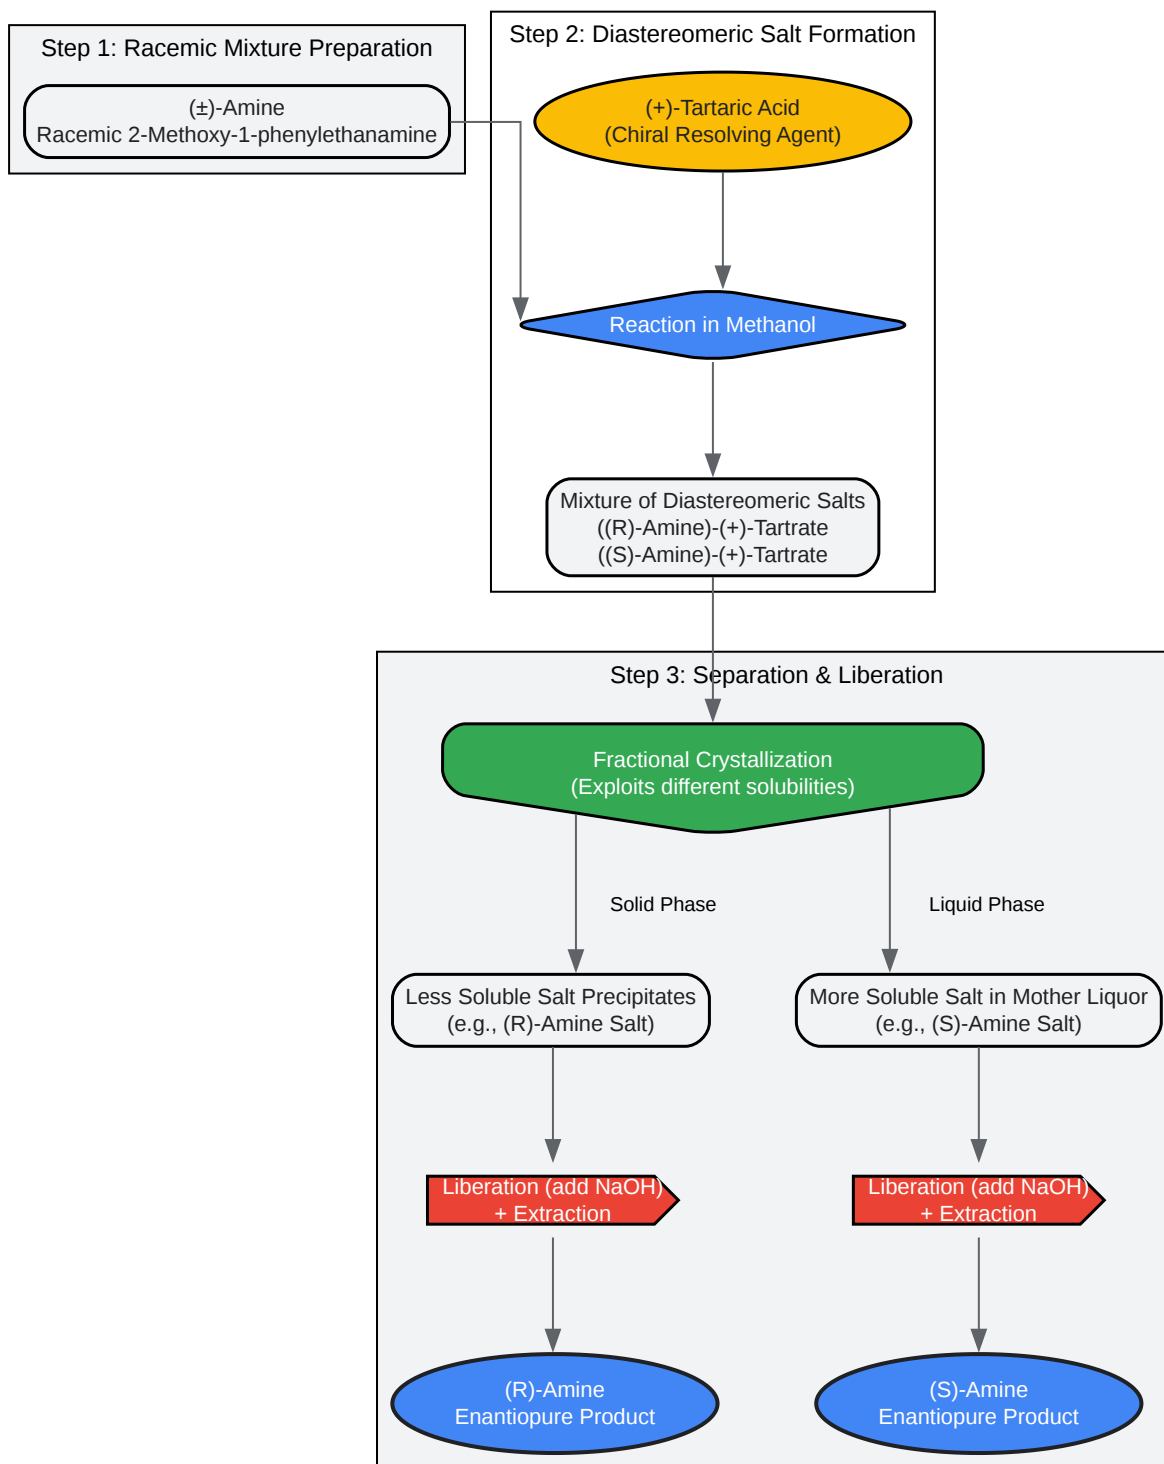 Step 1: Racemic Mixture Preparation
(±)-Amine
Racemic 2-Methoxy-1-phenylethanamine
Step 2: Diastereomeric Salt Formation
(+)-Tartaric Acid
(Chiral Resolving Agent)
Reaction in Methanol
Mixture of Diastereomeric Salts
((R)-Amine)-(+)-Tartrate
((S)-Amine)-(+)-Tartrate
Step 3: Separation & Liberation
Fractional Crystallization
(Exploits different solubilities)
Solid Phase
Liquid Phase
Less Soluble Salt Precipitates
(e.g., (R)-Amine Salt)
More Soluble Salt in Mother Liquor
(e.g., (S)-Amine Salt)
Liberation (add NaOH)
+ Extraction
Liberation (add NaOH)
+ Extraction
(R)-Amine
Enantiopure Product
(S)-Amine
Enantiopure Product